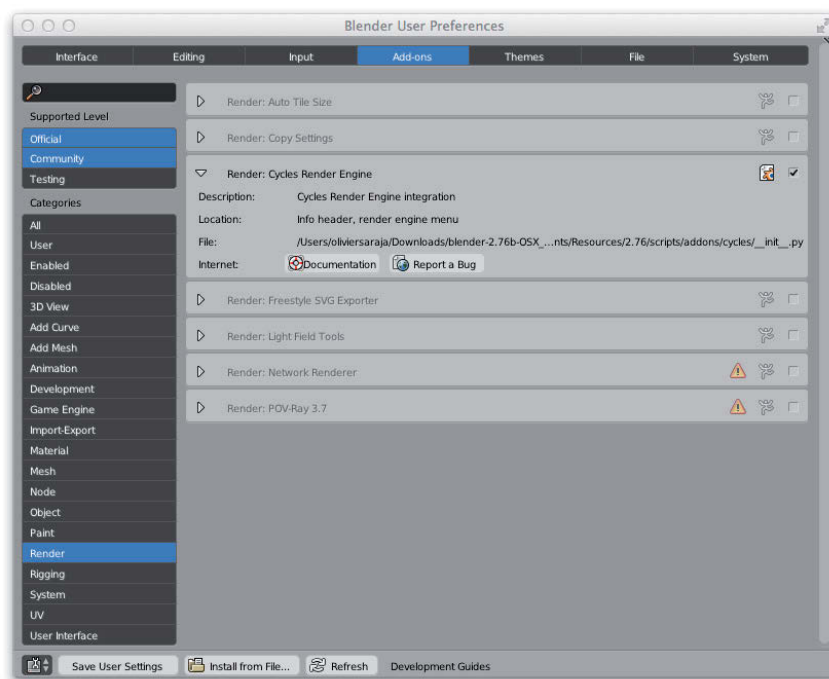 Blender User Preferences
Interface Editing Input Add-ons Themes File System
Supported Level
Official
Community
Testing
Categories
All
User
Enabled
Disabled
3D View
Add Curve
Add Mesh
Animation
Development
Game Engine
Import-Export
Material
Mesh
Node
Object
Paint
Render
Rigging
System
UV
User Interface
Render: Auto Tile Size
Render: Copy Settings
Render: Cycles Render Engine
Description: Cycles Render Engine integration
Location: Info header, render engine menu
File: /Users/oliviersaraja/Downloads/blender-2.76b-OSX_...nts/Resources/2.76/scripts/addons/cycles/__init__.py
Internet: Documentation Report a Bug
Render: Freestyle SVG Exporter
Render: Light Field Tools
Render: Network Renderer
Render: POV-Ray 3.7
Save User Settings Install from File... Refresh Development Guides